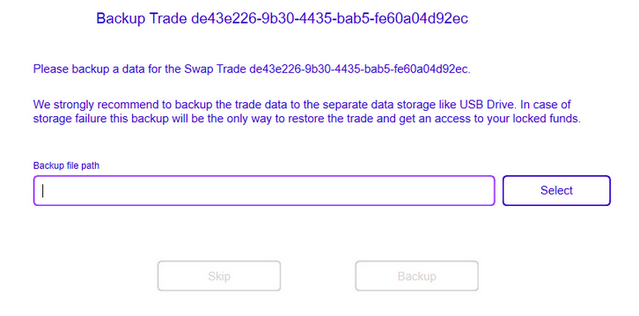 Backup Trade de43e226-9b30-4435-bab5-fe60a04d92ec
Please backup a data for the Swap Trade de43e226-9b30-4435-bab5-fe60a04d92ec.
We strongly recommend to backup the trade data to the separate data storage like USB Drive. In case of
storage failure this backup will be the only way to restore the trade and get an access to your locked funds.
Backup file path
Select
Skip
Backup